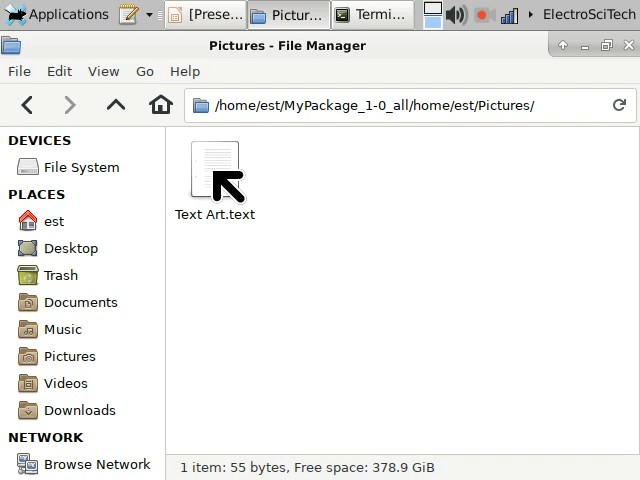 Applications [Prese... Pictur... Termi... ElectroSciTech
Pictures - File Manager
File Edit View Go Help
/home/est/MyPackage_1-0_all/home/est/Pictures/
DEVICES
File System
PLACES
est
Desktop
Trash
Documents
Music
Pictures
Videos
Downloads
NETWORK
Browse Network
Text Art.text
1 item: 55 bytes, Free space: 378.9 GiB